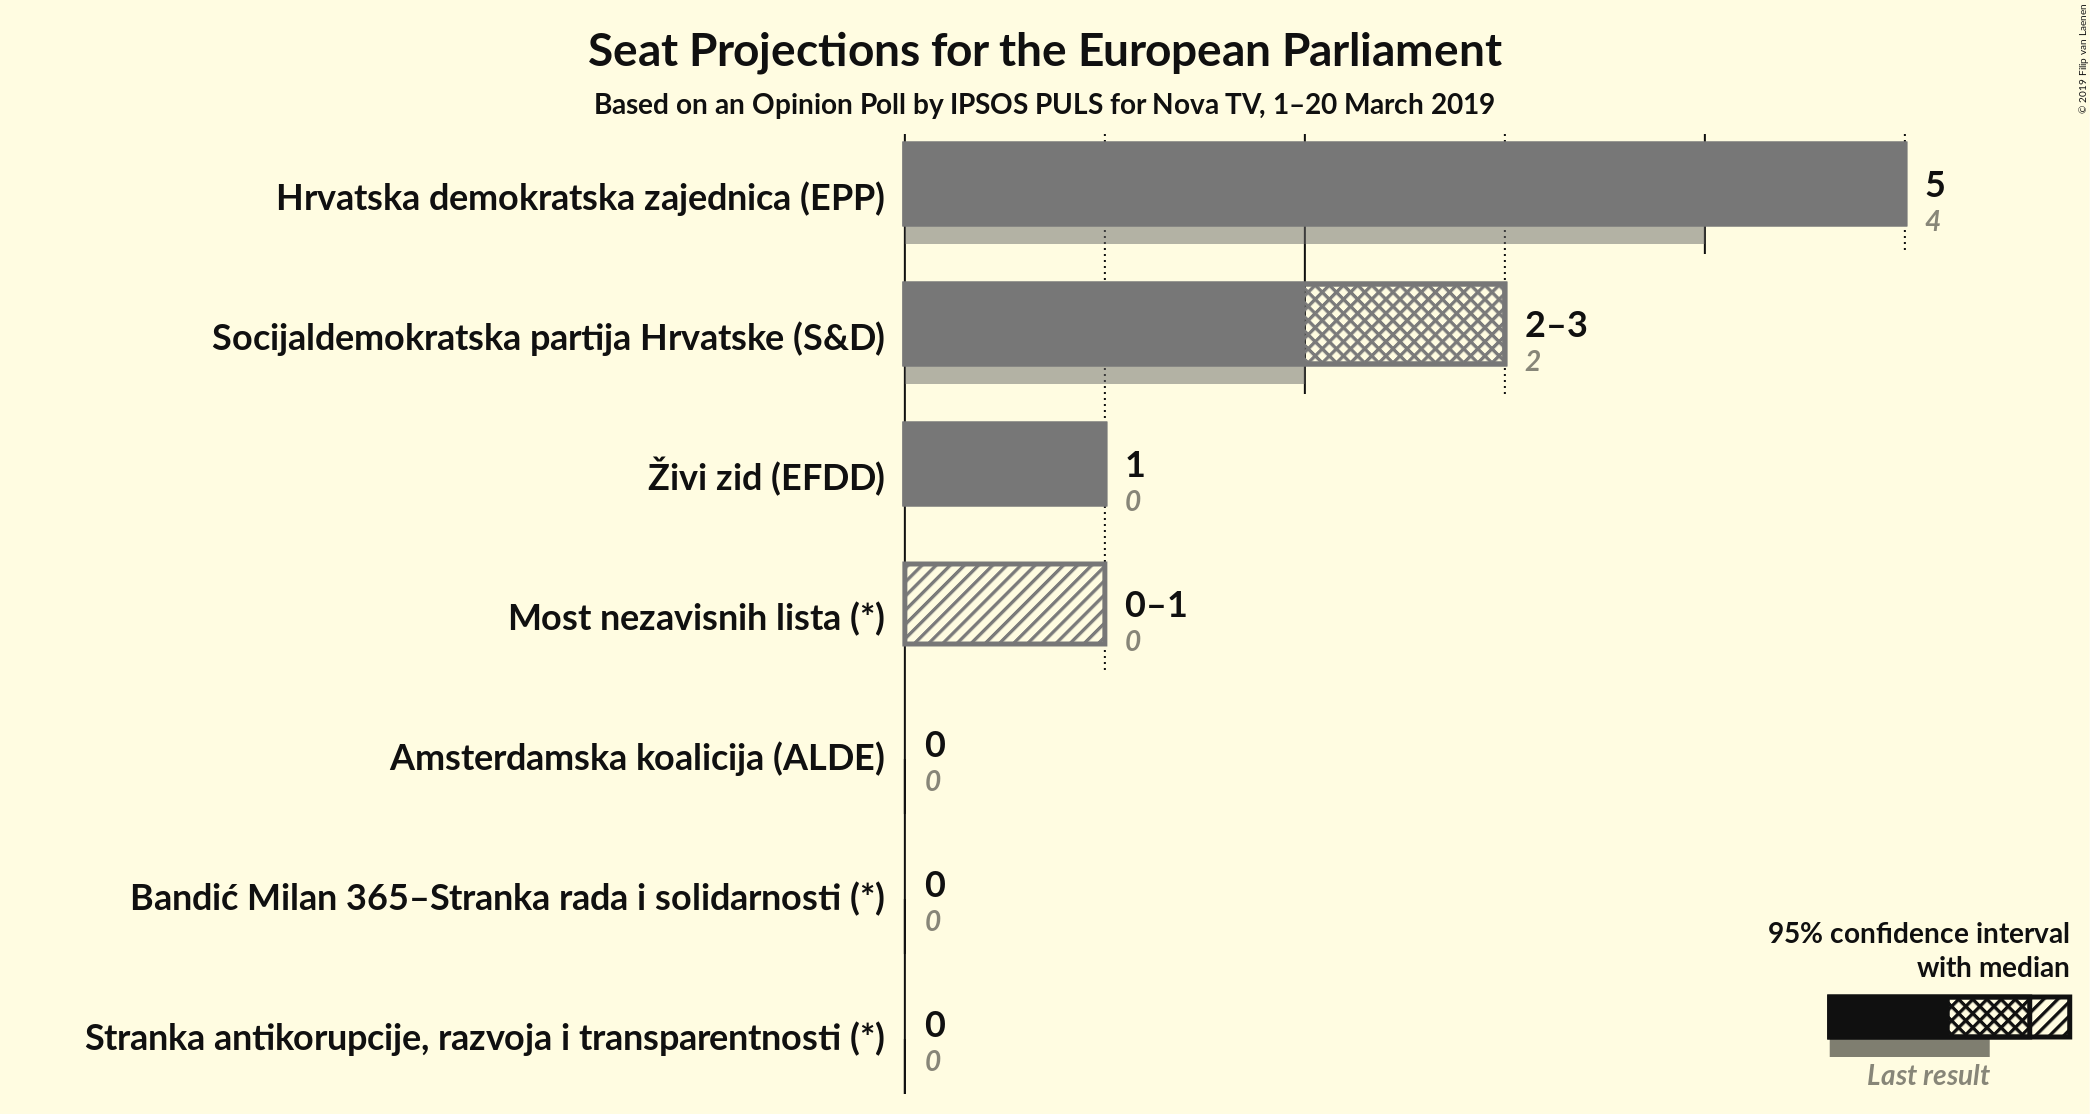 Seat Projections for the European Parliament
Based on an Opinion Poll by IPSOS PULS for Nova TV, 1–20 March 2019
© 2019 Filip van Laenen
Hrvatska demokratska zajednica (EPP)
5
4
Socijaldemokratska partija Hrvatske (S&D)
2–3
2
Živi zid (EFDD)
1
0
Most nezavisnih lista (*)
0–1
0
Amsterdamska koalicija (ALDE)
0
0
Bandić Milan 365–Stranka rada i solidarnosti (*)
0
0
Stranka antikorupcije, razvoja i transparentnosti (*)
0
0
95% confidence interval
with median
Last result